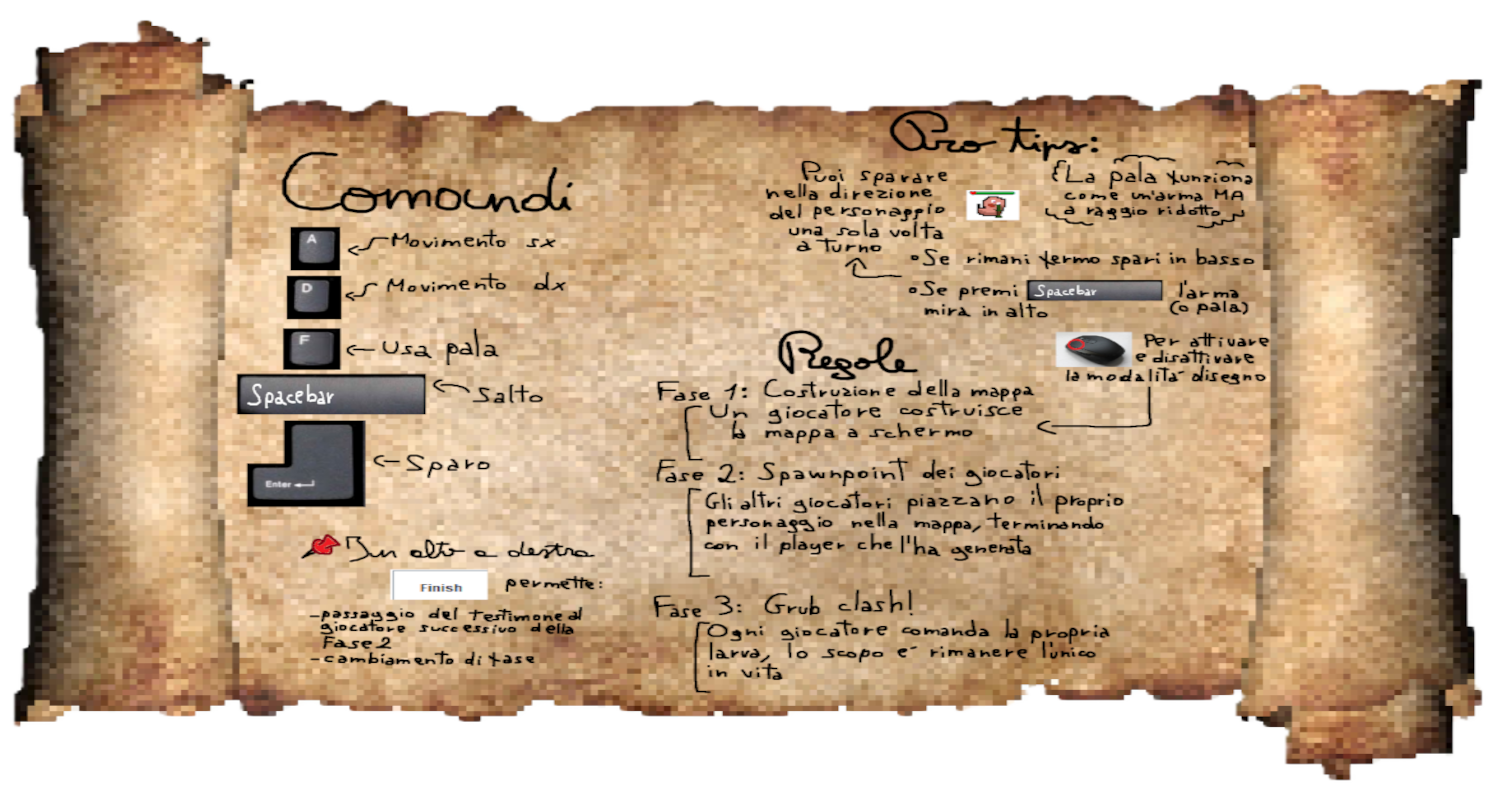 Comandi
A
Movimento sx
D
Movimento dx
F
Usa pala
Spacebar
Salto
Enter
Sparo
In alto a destra
Finish
permette:
-passaggio del testimone al
giocatore successivo della
Fase 2
-cambiamento di fase
Pro tips:
Puoi sparare
nella direzione
del personaggio
una sola volta
a turno
La pala funziona
come un'arma MA
a raggio ridotto
Se rimani fermo spari in basso
Se premi Spacebar l'arma
mira in alto (o pala)
Per attivare
e disattivare
la modalità disegno
Regole
Fase 1: Costruzione della mappa
Un giocatore costruisce
la mappa a schermo
Fase 2: Spawnpoint dei giocatori
Gli altri giocatori piazzano il proprio
personaggio nella mappa, terminando
con il player che l'ha generata
Fase 3: Grub clash!
Ogni giocatore comanda la propria
larva, lo scopo è rimanere l'unico
in vita